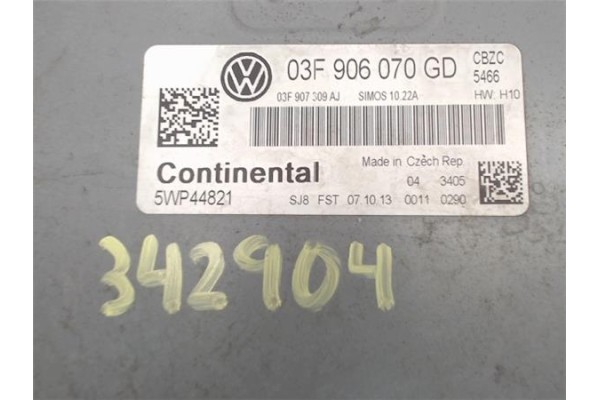 VW 03F 906 070 GD CBZC
5466
03F 907 309 AJ SIMOS 10.22A HW: H10
Continental Made in Czech Rep.
04 3405
5WP44821 SJ8 FST 07.10.13 0011 0290
342904